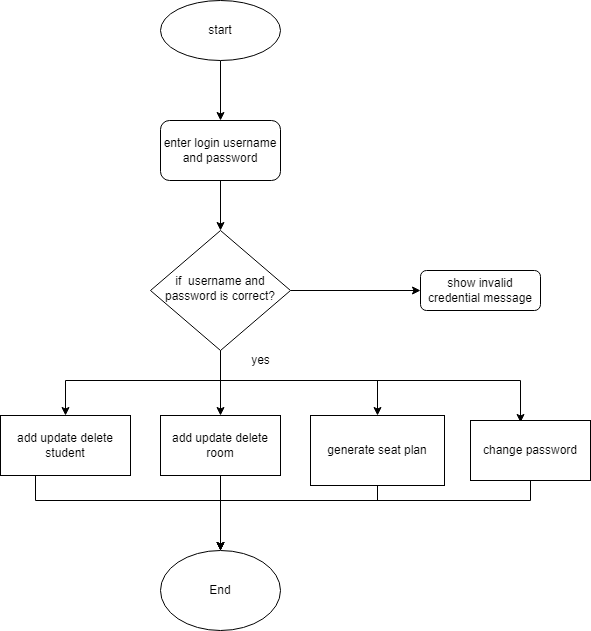 start
enter login username
and password
if username and
password is correct?
show invalid
credential message
yes
add update delete
student
add update delete
room
generate seat plan
change password
End